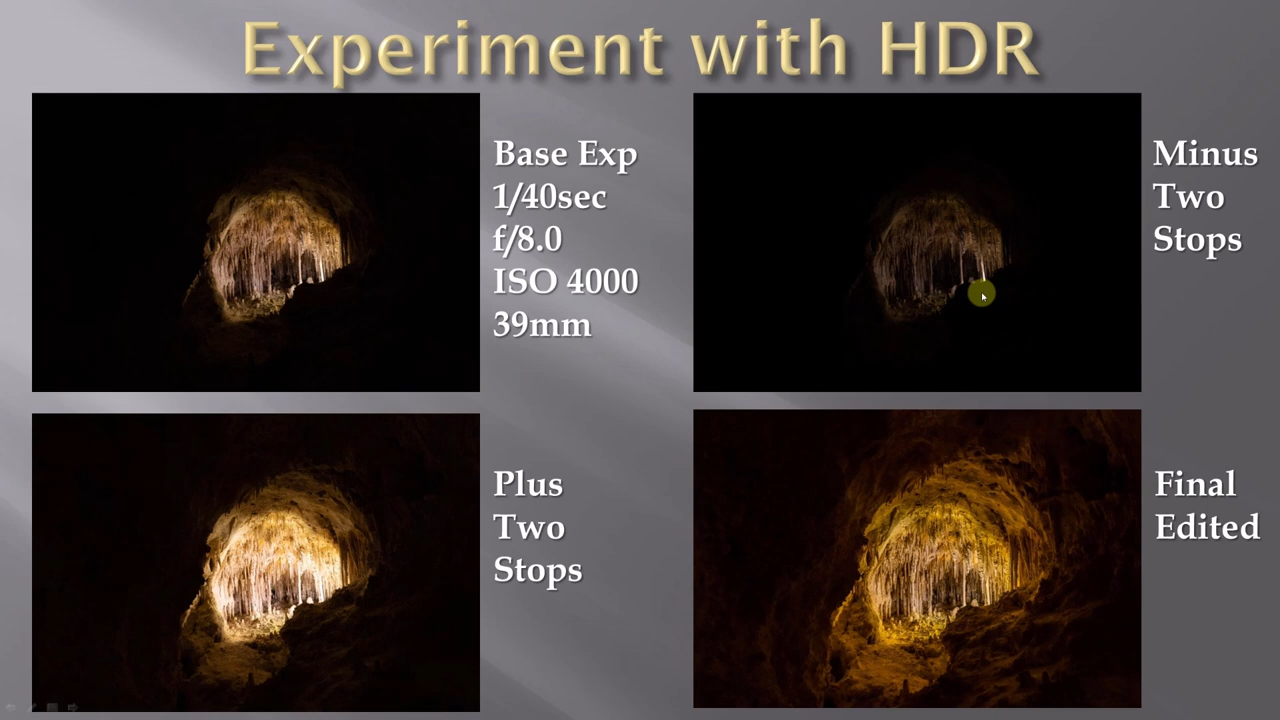 Experiment with HDR
Base Exp
1/40sec
f/8.0
ISO 4000
39mm
Minus
Two
Stops
Plus
Two
Stops
Final
Edited